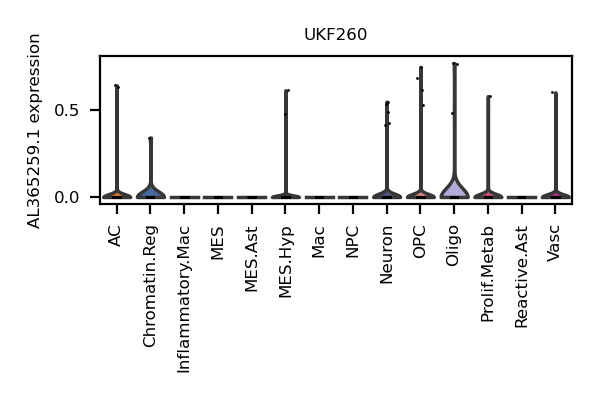 UKF260
AL365259.1 expression
0.5
0.0
AC
Chromatin.Reg
Inflammatory.Mac
MES
MES.Ast
MES.Hyp
Mac
NPC
Neuron
OPC
Oligo
Prolif.Metab
Reactive.Ast
Vasc